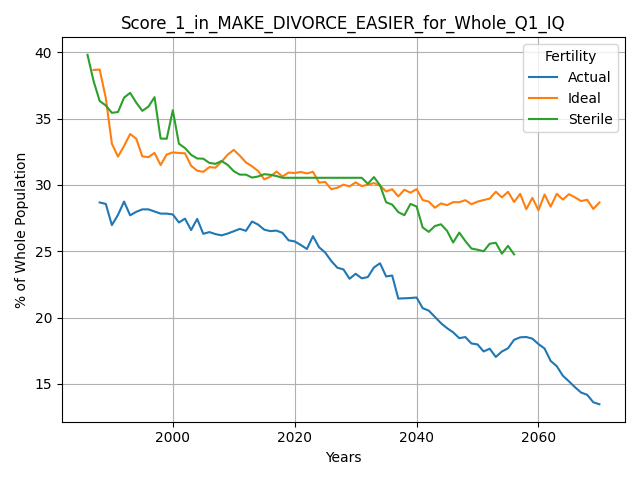 Score_1_in_MAKE_DIVORCE_EASIER_for_Whole_Q1_IQ
Fertility
Actual
Ideal
Sterile
% of Whole Population
40
35
30
25
20
15
2000
2020
2040
2060
Years